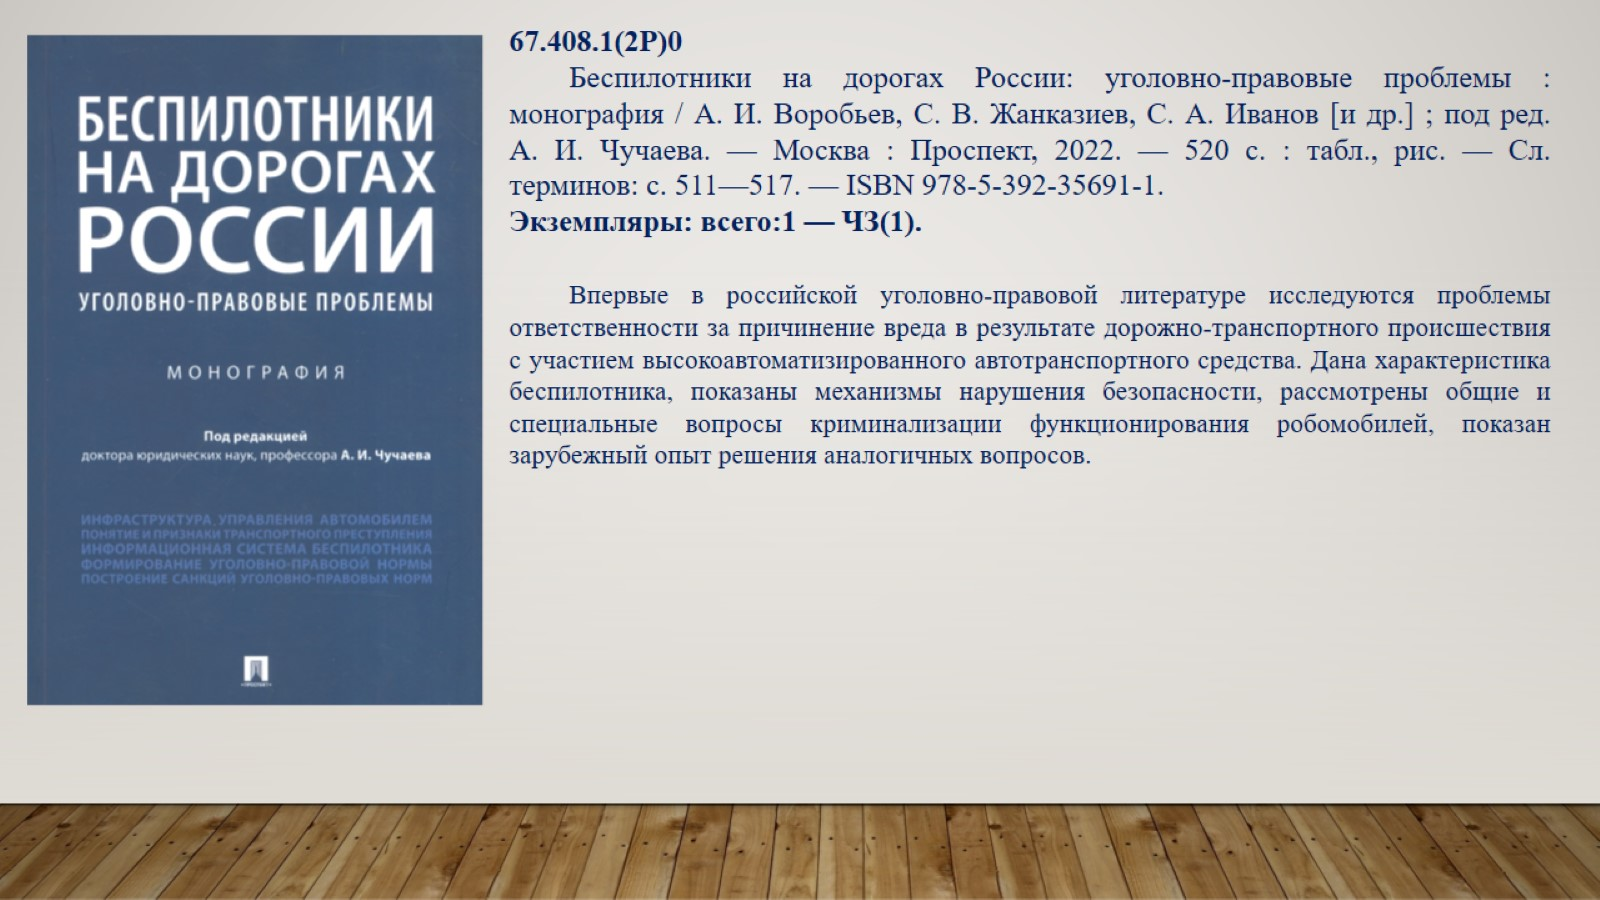 БЕСПИЛОТНИКИ
НА ДОРОГАХ
РОССИИ
УГОЛОВНО-ПРАВОВЫЕ ПРОБЛЕМЫ
МОНОГРАФИЯ
Под редакцией
доктора юридических наук, профессора А. И. Чучаева
ИНФРАСТРУКТУРА УПРАВЛЕНИЯ АВТОМОБИЛЕМ
ПОНЯТИЕ И ПРИЗНАКИ ТРАНСПОРТНОГО ПРЕСТУПЛЕНИЯ
ИНФОРМАЦИОННАЯ СИСТЕМА БЕСПИЛОТНИКА
ФОРМИРОВАНИЕ УГОЛОВНО-ПРАВОВОЙ НОРМЫ
ПОСТРОЕНИЕ САНКЦИЙ УГОЛОВНО-ПРАВОВЫХ НОРМ
67.408.1(2Р)0
Беспилотники на дорогах России: уголовно-правовые проблемы :
монография / А. И. Воробьев, С. В. Жанказиев, С. А. Иванов [и др.] ; под ред.
А. И. Чучаева. — Москва : Проспект, 2022. — 520 с. : табл., рис. — Сл.
терминов: с. 511—517. — ISBN 978-5-392-35691-1.
Экземпляры: всего:1 — ЧЗ(1).
Впервые в российской уголовно-правовой литературе исследуются проблемы
ответственности за причинение вреда в результате дорожно-транспортного происшествия
с участием высокоавтоматизированного автотранспортного средства. Дана характеристика
беспилотника, показаны механизмы нарушения безопасности, рассмотрены общие и
специальные вопросы криминализации функционирования робомобилей, показан
зарубежный опыт решения аналогичных вопросов.